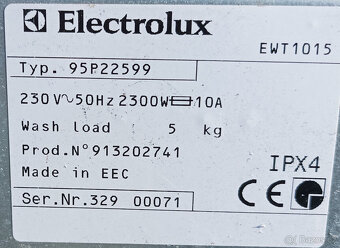 Electrolux
EWT1015
Typ. 95P22599
230V~50Hz 2300W 10A
Wash load 5 kg
Prod.N°913202741
Made in EEC
IPX4
CE
Ser.Nr.329 00071